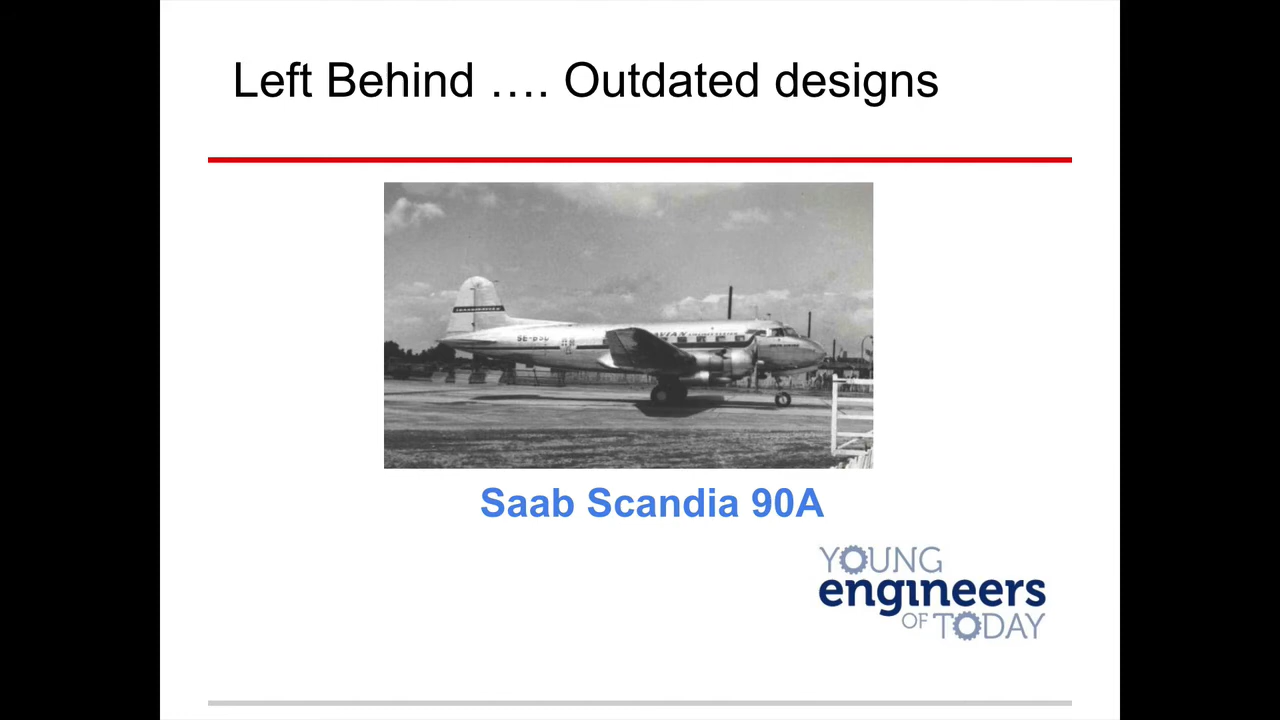 Left Behind .... Outdated designs
Saab Scandia 90A
YOUNG
engineers
OF TODAY